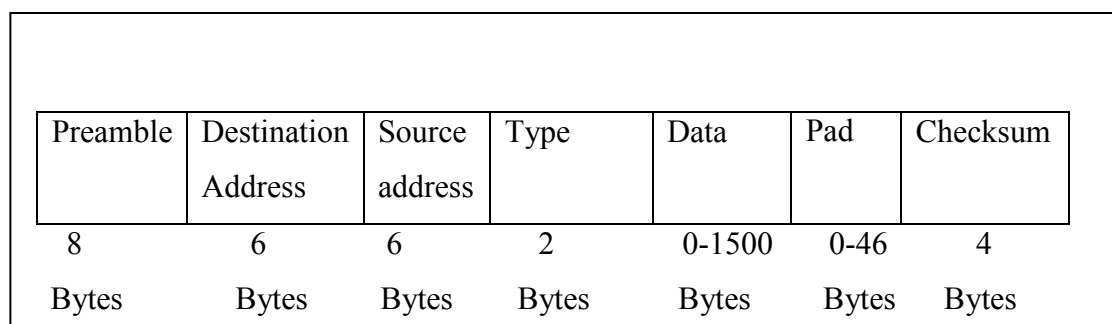 Preamble Destination Source Type Data Pad Checksum
Address address
8 6 6 2 0-1500 0-46 4
Bytes Bytes Bytes Bytes Bytes Bytes Bytes